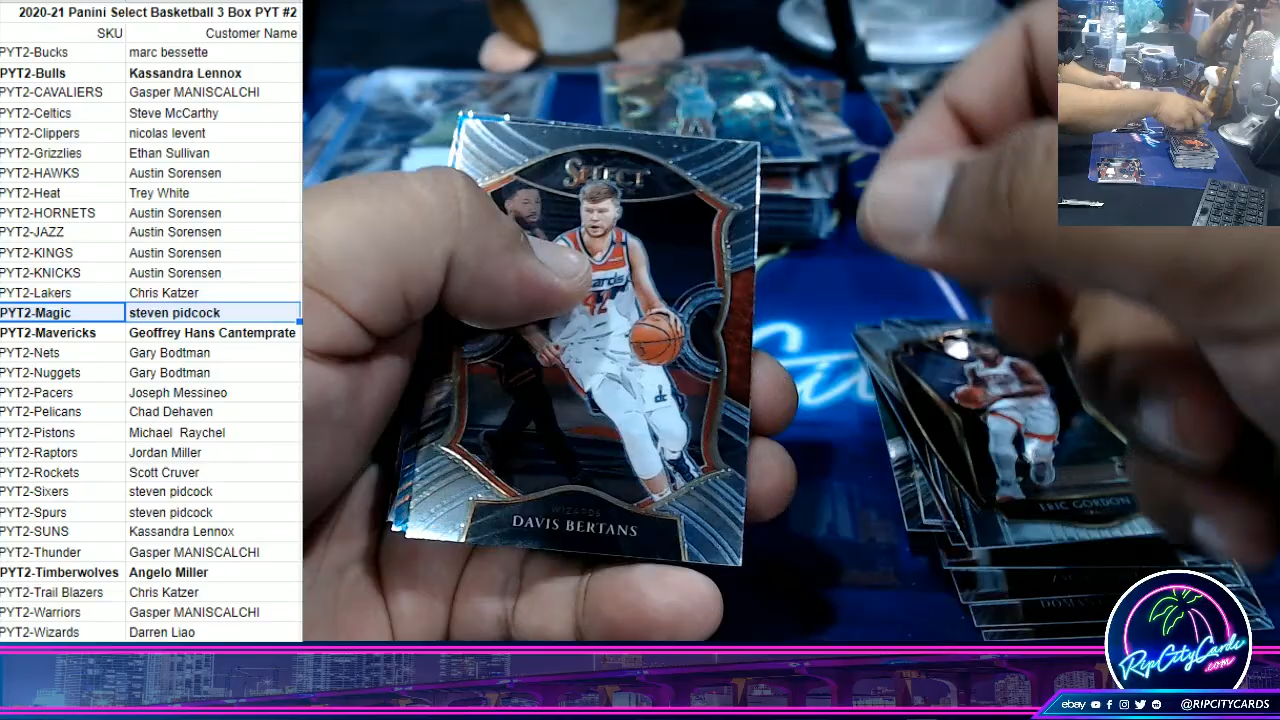 2020-21 Panini Select Basketball 3 Box PYT #2
SKU Customer Name
PYT2-Bucks marc bessette
PYT2-Bulls Kassandra Lennox
PYT2-CAVALIERS Gasper MANISCALCHI
PYT2-Celtics Steve McCarthy
PYT2-Clippers nicolas levent
PYT2-Grizzlies Ethan Sullivan
PYT2-HAWKS Austin Sorensen
PYT2-Heat Trey White
PYT2-HORNETS Austin Sorensen
PYT2-JAZZ Austin Sorensen
PYT2-KINGS Austin Sorensen
PYT2-KNICKS Austin Sorensen
PYT2-Lakers Chris Katzer
PYT2-Magic steven pidcock
PYT2-Mavericks Geoffrey Hans Cantemprate
PYT2-Nets Gary Bodtman
PYT2-Nuggets Gary Bodtman
PYT2-Pacers Joseph Messineo
PYT2-Pelicans Chad Dehaven
PYT2-Pistons Michael Raychel
PYT2-Raptors Jordan Miller
PYT2-Rockets Scott Cruver
PYT2-Sixers steven pidcock
PYT2-Spurs steven pidcock
PYT2-SUNS Kassandra Lennox
PYT2-Thunder Gasper MANISCALCHI
PYT2-Timberwolves Angelo Miller
PYT2-Trail Blazers Chris Katzer
PYT2-Warriors Gasper MANISCALCHI
PYT2-Wizards Darren Liao
SELECT
42
WIZARDS
DAVIS BERTANS
ERIC GORDON
RipCityCards
.com
ebay @RIPCITYCARDS